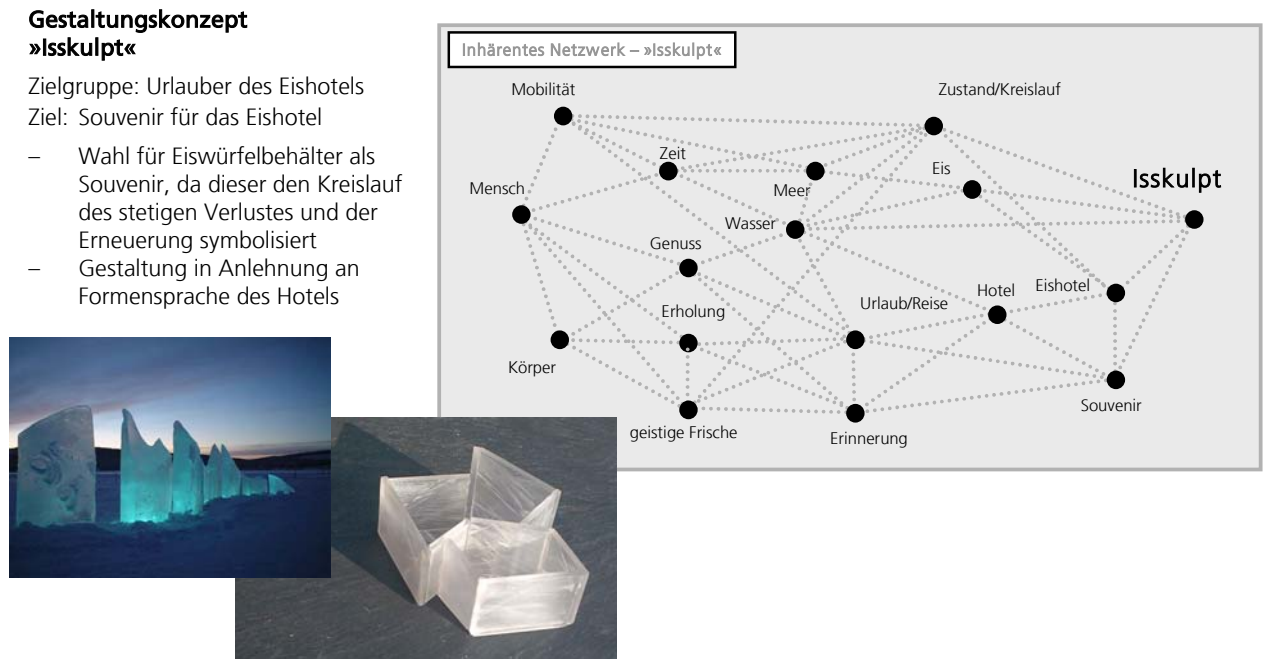 Gestaltungskonzept
»Isskulpt«
Zielgruppe: Urlauber des Eishotels
Ziel: Souvenir für das Eishotel
– Wahl für Eiswürfelbehälter als
Souvenir, da dieser den Kreislauf
des stetigen Verlustes und der
Erneuerung symbolisiert
– Gestaltung in Anlehnung an
Formensprache des Hotels
Inhärentes Netzwerk – »Isskulpt«
Mobilität
Zustand/Kreislauf
Zeit
Meer
Eis
Isskulpt
Mensch
Wasser
Genuss
Erholung
Urlaub/Reise
Hotel
Eishotel
Körper
geistige Frische
Erinnerung
Souvenir